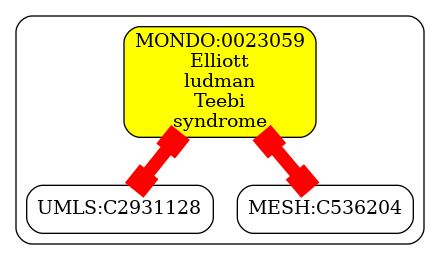 MONDO:0023059
Elliott
ludman
Teebi
syndrome
UMLS:C2931128
MESH:C536204